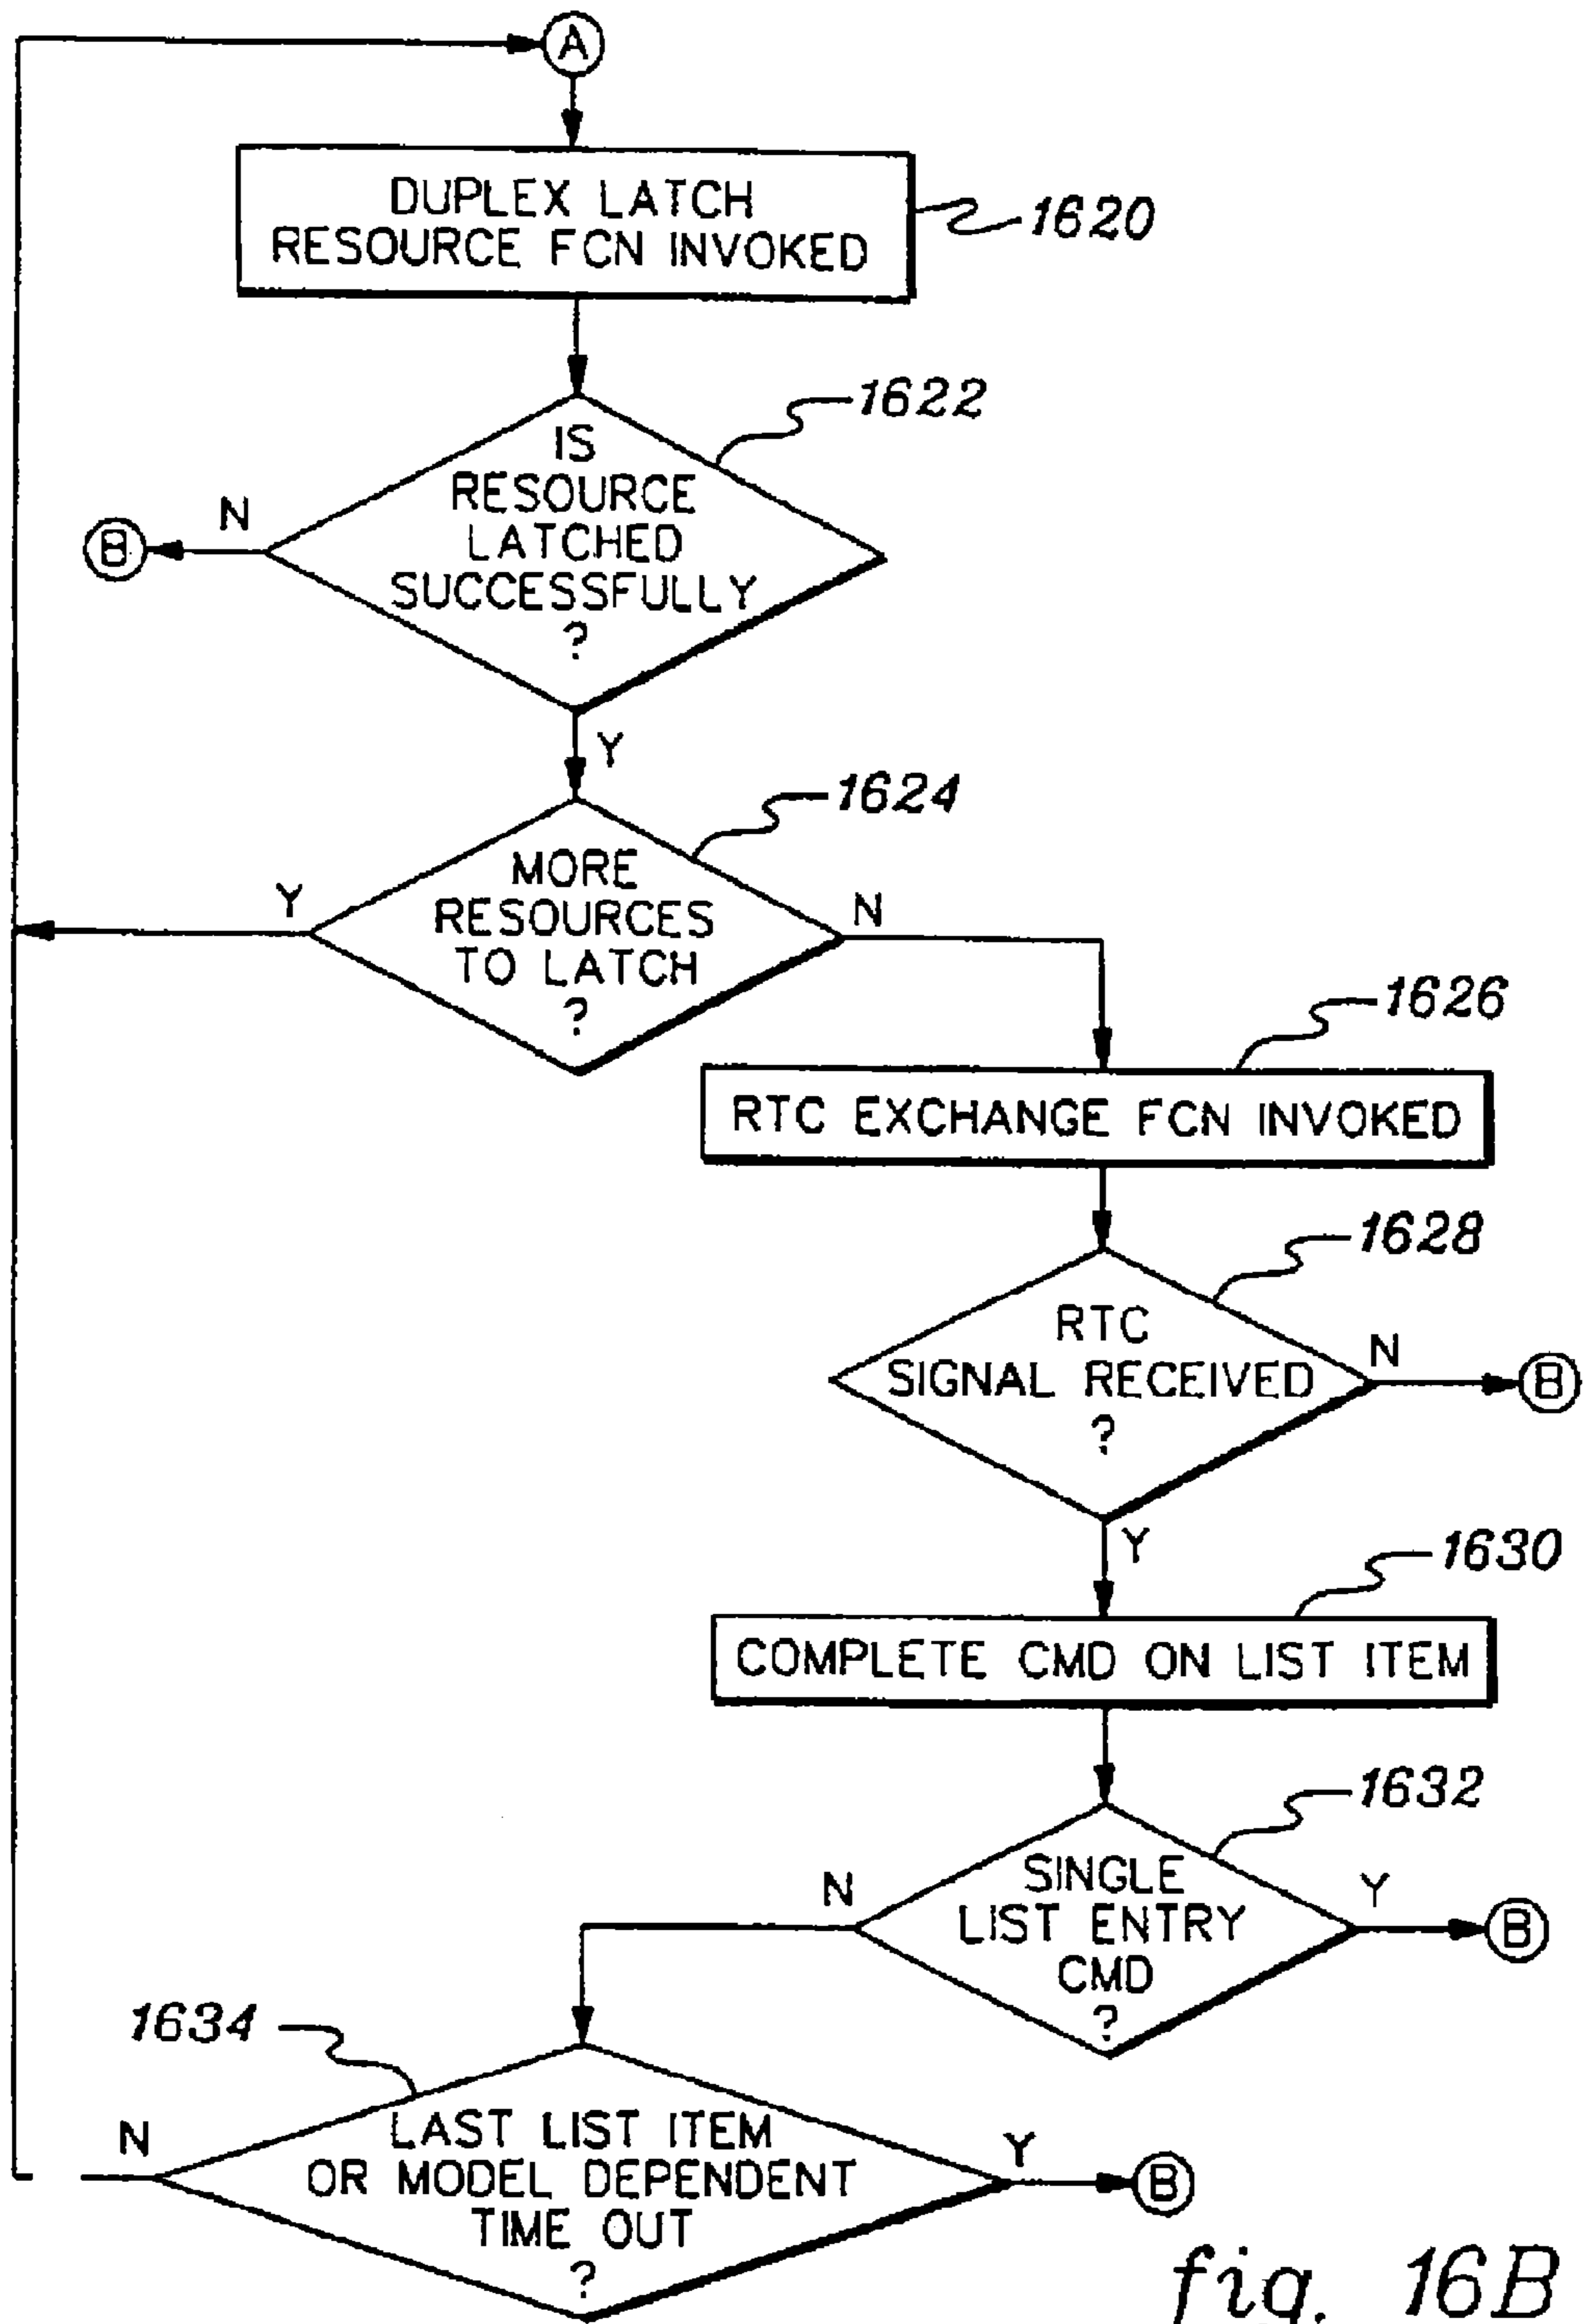 A
DUPLEX LATCH
RESOURCE FCN INVOKED
1620
1622
IS
RESOURCE
LATCHED
SUCCESSFULLY
?
N
B
Y
1624
MORE
RESOURCES
TO LATCH
?
Y
N
1626
RTC EXCHANGE FCN INVOKED
1628
RTC
SIGNAL RECEIVED
?
N
B
Y
1630
COMPLETE CMD ON LIST ITEM
1632
SINGLE
LIST ENTRY
CMD
?
N
Y
B
1634
LAST LIST ITEM
OR MODEL DEPENDENT
TIME OUT
?
N
Y
B
fig. 16B